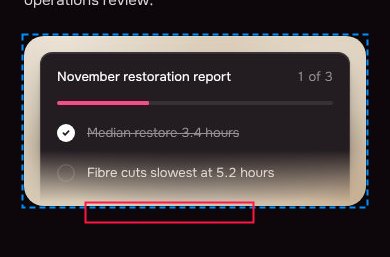 operations review.
November restoration report
1 of 3
Median restore 3.4 hours
Fibre cuts slowest at 5.2 hours